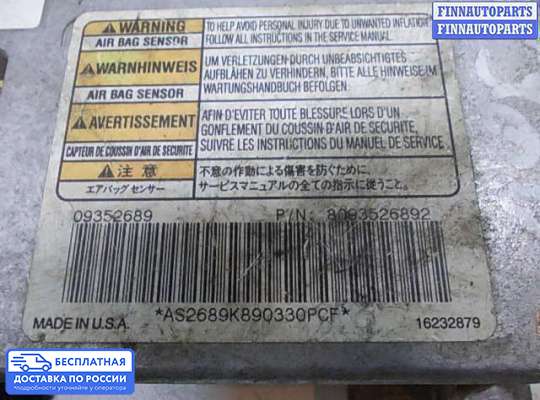 FINNAUTOPARTS
FINNAUTOPARTS
WARNING
AIR BAG SENSOR
TO HELP AVOID PERSONAL INJURY DUE TO UNWANTED INFLATION
FOLLOW ALL INSTRUCTIONS IN THE SERVICE MANUAL.
WARNHINWEIS
AIR BAG SENSOR
UM VERLETZUNGEN DURCH UNBEABSICHTIGTES
AUFBLÄHEN ZU VERHINDERN, BITTE ALLE HINWEISE IM
WARTUNGSHANDBUCH BEFOLGEN.
AVERTISSEMENT
CAPTEUR DE COUSSIN D'AIR DE SECURITE
AFIN D'EVITER TOUTE BLESSURE LORS D'UN
GONFLEMENT DU COUSSIN D'AIR DE SECURITE,
SUIVRE LES INSTRUCTIONS DU MANUEL DE SERVICE.
注意
エアバッグ センサー
不意の作動による傷害を防ぐために,
サービスマニュアルの全ての指示に従うこと。
09352689 P/N: 8093526892
*AS2689K890330PCF*
MADE IN U.S.A. 16232879
БЕСПЛАТНАЯ
ДОСТАВКА ПО РОССИИ
подробности уточняйте у оператора